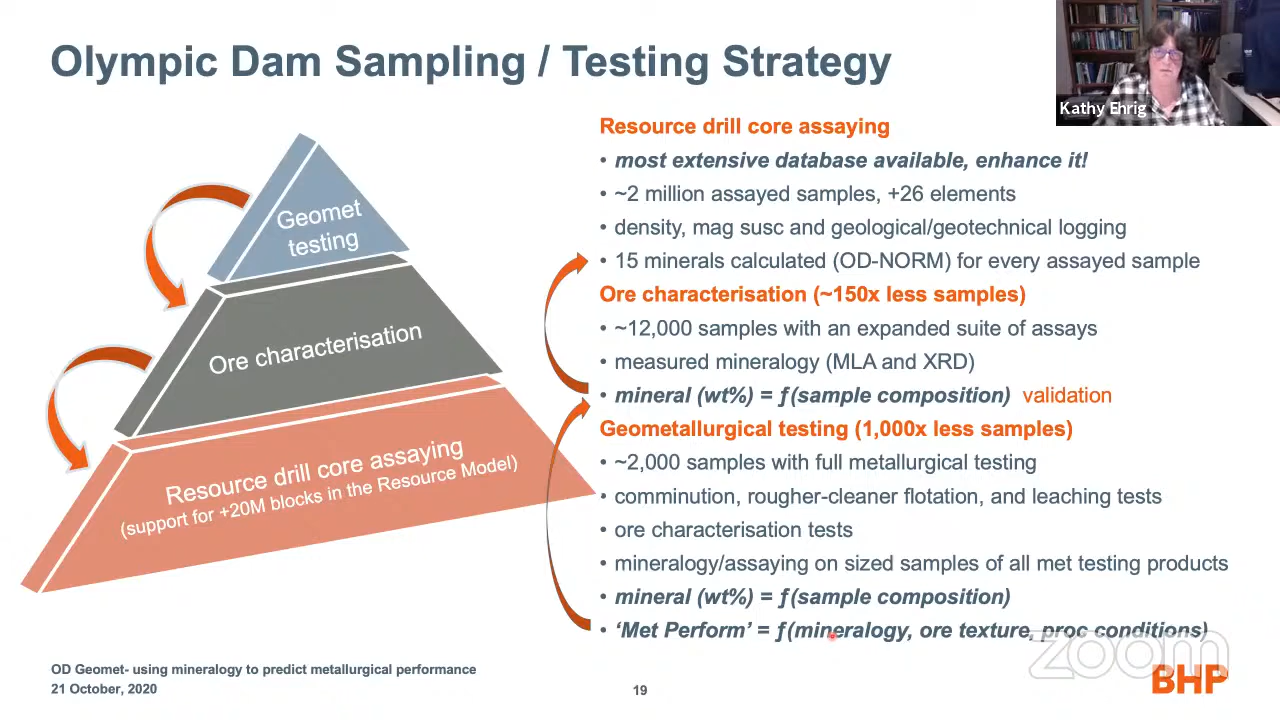 Olympic Dam Sampling / Testing Strategy
Kathy Ehrig
Geomet
testing
Ore characterisation
Resource drill core assaying
(support for +20M blocks in the Resource Model)
Resource drill core assaying
• most extensive database available, enhance it!
• ~2 million assayed samples, +26 elements
• density, mag susc and geological/geotechnical logging
• 15 minerals calculated (OD-NORM) for every assayed sample
Ore characterisation (~150x less samples)
• ~12,000 samples with an expanded suite of assays
• measured mineralogy (MLA and XRD)
• mineral (wt%) = ƒ(sample composition) validation
Geometallurgical testing (1,000x less samples)
• ~2,000 samples with full metallurgical testing
• comminution, rougher-cleaner flotation, and leaching tests
• ore characterisation tests
• mineralogy/assaying on sized samples of all met testing products
• mineral (wt%) = ƒ(sample composition)
• ‘Met Perform’ = ƒ(mineralogy, ore texture, proc conditions)
OD Geomet- using mineralogy to predict metallurgical performance
21 October, 2020
19
zoom
BHP